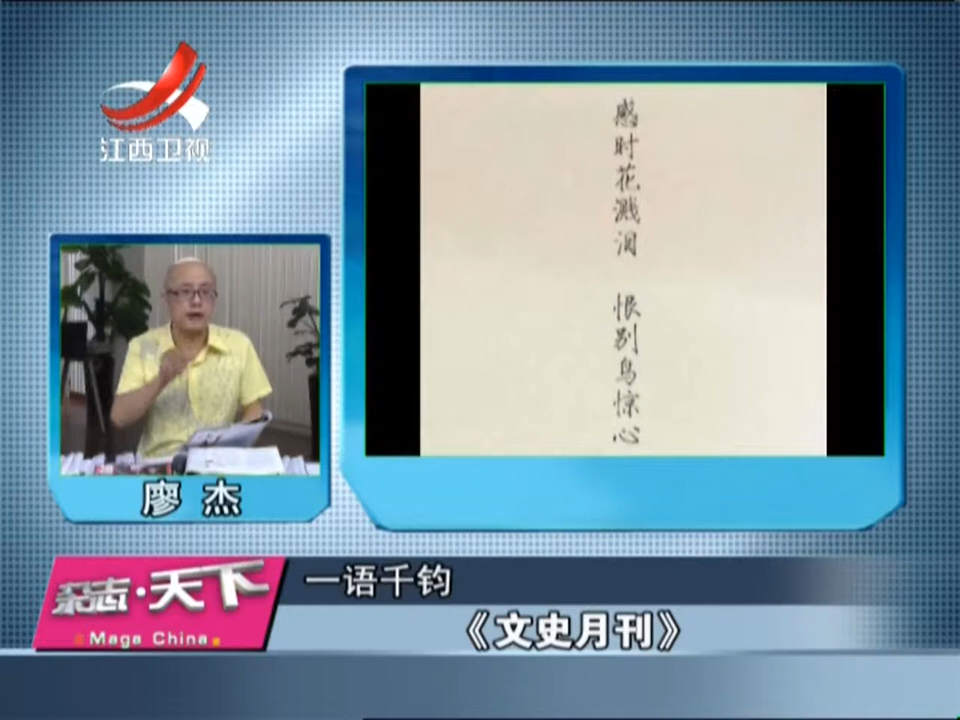 江西卫视
感时花溅泪 恨别鸟惊心
廖杰
杂志·天下
Maga China
一语千钧
《文史月刊》